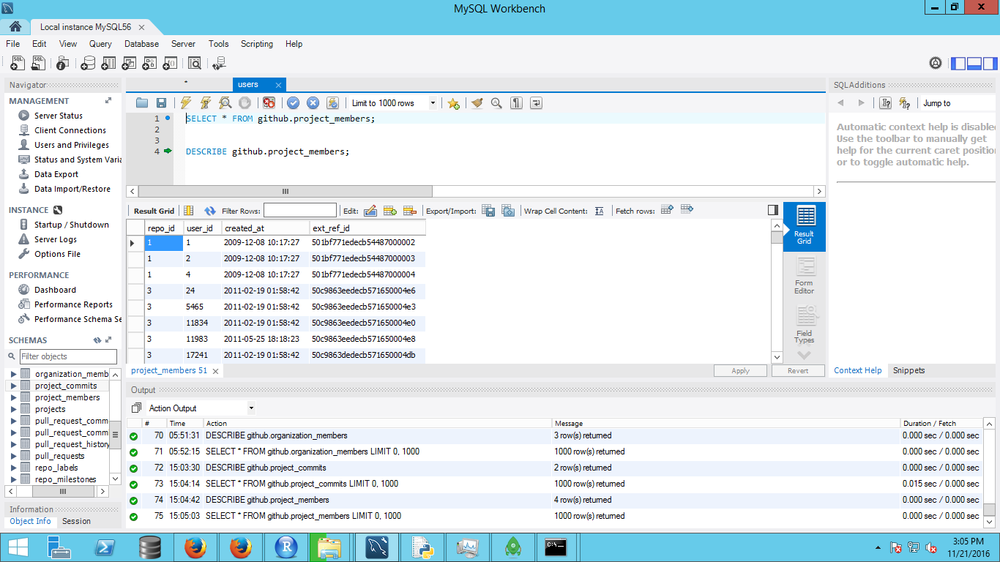 MySQL Workbench
Local instance MySQL56
File Edit View Query Database Server Tools Scripting Help
Navigator
MANAGEMENT
Server Status
Client Connections
Users and Privileges
Status and System Varia
Data Export
Data Import/Restore
INSTANCE
Startup / Shutdown
Server Logs
Options File
PERFORMANCE
Dashboard
Performance Reports
Performance Schema Se
SCHEMAS
Filter objects
organization_memb
project_commits
project_members
projects
pull_request_comm
pull_request_commi
pull_request_history
pull_requests
repo_labels
repo_milestones
Information
Object Info Session
users
Limit to 1000 rows
1 SELECT * FROM github.project_members;
2
3
4 DESCRIBE github.project_members;
Result Grid Filter Rows: Edit: Export/Import: Wrap Cell Content: IA Fetch rows:
repo_id user_id created_at ext_ref_id
1 1 2009-12-08 10:17:27 501bf771edecb54487000002
1 2 2009-12-08 10:17:27 501bf771edecb54487000003
1 4 2009-12-08 10:17:27 501bf771edecb54487000004
3 24 2011-02-19 01:58:42 50c9863eedecb571650004e6
3 5465 2011-02-19 01:58:42 50c9863eedecb571650004e3
3 11834 2011-02-19 01:58:42 50c9863eedecb571650004e0
3 11983 2011-05-25 18:18:23 50c9863eedecb571650004e8
3 17241 2011-02-19 01:58:42 50c9863dedecb571650004db
Result
Grid
Form
Editor
Field
Types
project_members 51
Apply Revert
SQLAdditions
Jump to
Automatic context help is disabled
Use the toolbar to manually get
help for the current caret position
or to toggle automatic help.
Context Help Snippets
Output
Action Output
# Time Action Message Duration / Fetch
70 05:51:31 DESCRIBE github.organization_members 3 row(s) returned 0.000 sec / 0.000 sec
71 05:52:15 SELECT * FROM github.organization_members LIMIT 0, 1000 1000 row(s) returned 0.000 sec / 0.000 sec
72 15:03:30 DESCRIBE github.project_commits 2 row(s) returned 0.000 sec / 0.000 sec
73 15:04:14 SELECT * FROM github.project_commits LIMIT 0, 1000 1000 row(s) returned 0.015 sec / 0.000 sec
74 15:04:42 DESCRIBE github.project_members 4 row(s) returned 0.000 sec / 0.000 sec
75 15:05:03 SELECT * FROM github.project_members LIMIT 0, 1000 1000 row(s) returned 0.000 sec / 0.000 sec
3:05 PM
11/21/2016